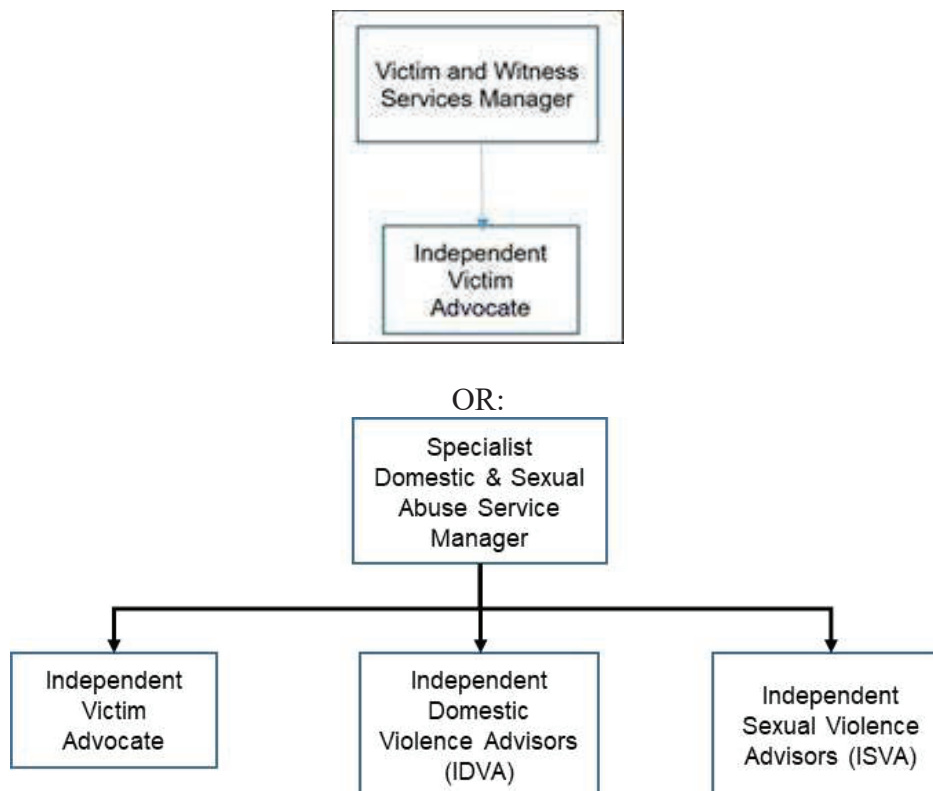 Victim and Witness
Services Manager
Independent
Victim
Advocate
OR:
Specialist
Domestic & Sexual
Abuse Service
Manager
Independent
Victim
Advocate
Independent
Domestic
Violence Advisors
(IDVA)
Independent
Sexual Violence
Advisors (ISVA)